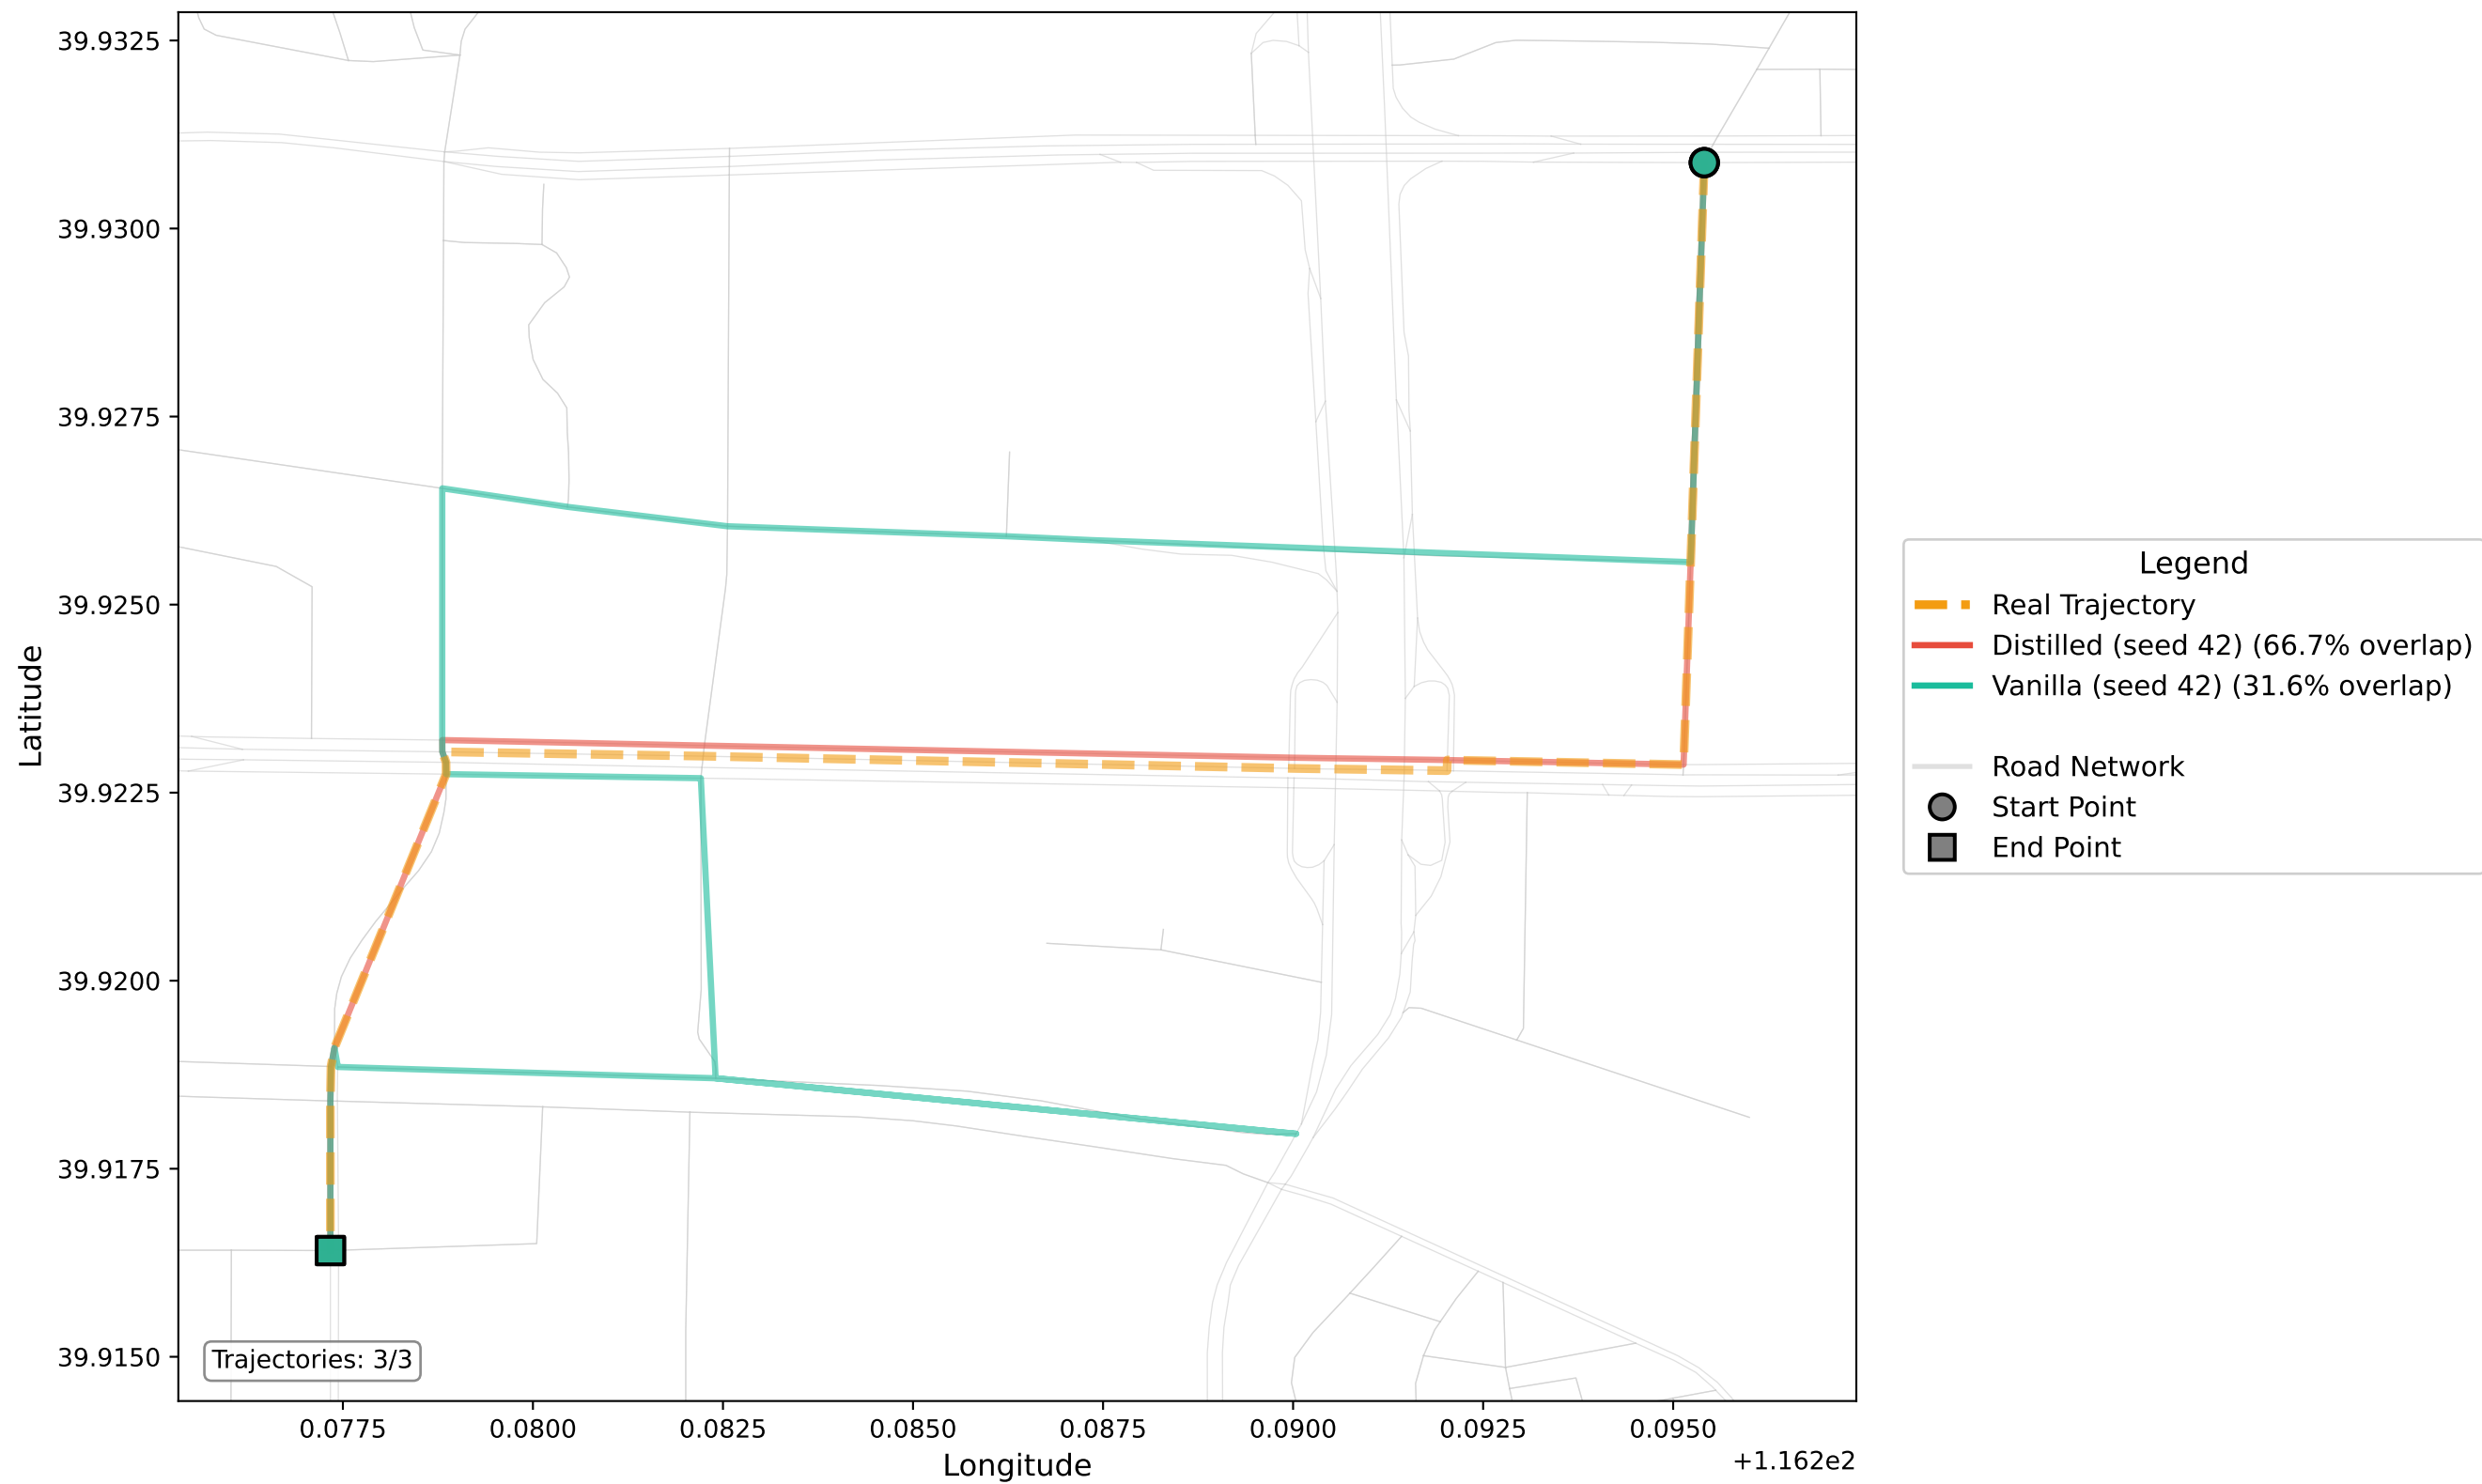 39.9325
39.9300
39.9275
39.9250
39.9225
39.9200
39.9175
39.9150
Latitude
0.0775
0.0800
0.0825
0.0850
0.0875
0.0900
0.0925
0.0950
+1.162e2
Longitude
Trajectories: 3/3
Legend
Real Trajectory
Distilled (seed 42) (66.7% overlap)
Vanilla (seed 42) (31.6% overlap)
Road Network
Start Point
End Point